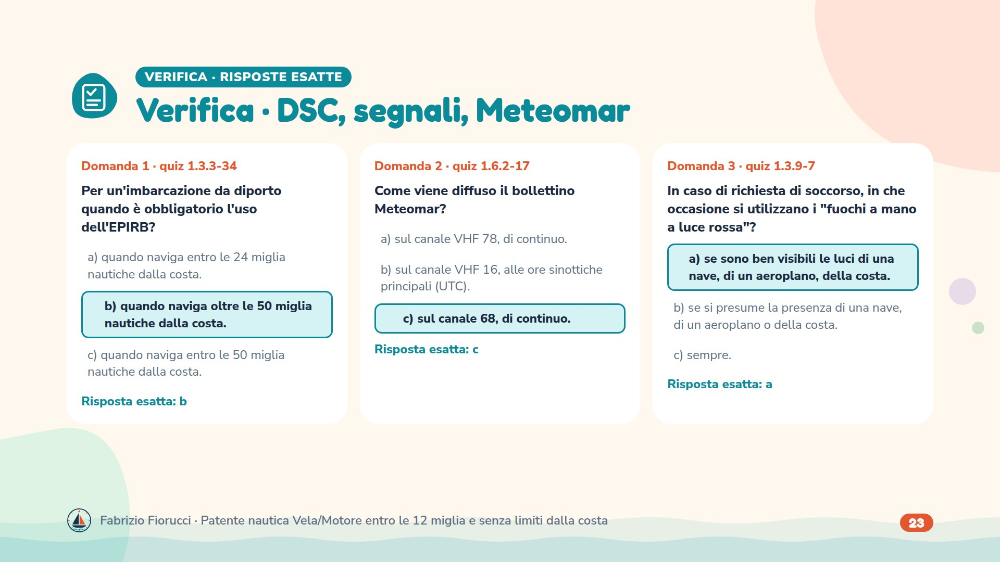 VERIFICA · RISPOSTE ESATTE
Verifica · DSC, segnali, Meteomar
Domanda 1 · quiz 1.3.3-34
Per un'imbarcazione da diporto
quando è obbligatorio l'uso
dell'EPIRB?
a) quando naviga entro le 24 miglia
nautiche dalla costa.
b) quando naviga oltre le 50 miglia
nautiche dalla costa.
c) quando naviga entro le 50 miglia
nautiche dalla costa.
Risposta esatta: b
Domanda 2 · quiz 1.6.2-17
Come viene diffuso il bollettino
Meteomar?
a) sul canale VHF 78, di continuo.
b) sul canale VHF 16, alle ore sinottiche
principali (UTC).
c) sul canale 68, di continuo.
Risposta esatta: c
Domanda 3 · quiz 1.3.9-7
In caso di richiesta di soccorso, in che
occasione si utilizzano i "fuochi a mano
a luce rossa"?
a) se sono ben visibili le luci di una
nave, di un aeroplano, della costa.
b) se si presume la presenza di una nave,
di un aeroplano o della costa.
c) sempre.
Risposta esatta: a
Fabrizio Fiorucci · Patente nautica Vela/Motore entro le 12 miglia e senza limiti dalla costa
23